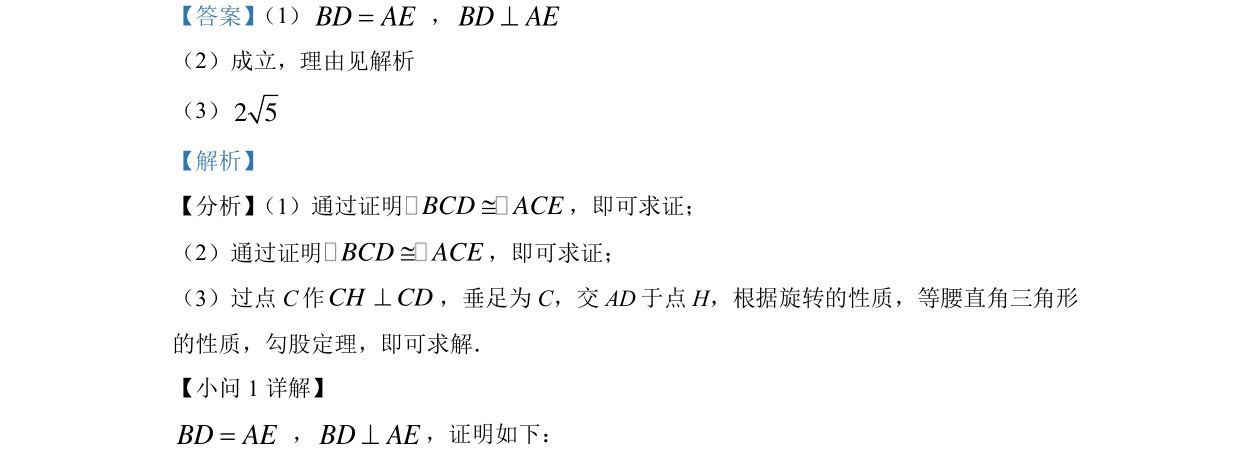 【答案】（1）BD = AE ，BD ⊥ AE
（2）成立，理由见解析
（3）2√5
【解析】
【分析】（1）通过证明□BCD ≅□ ACE，即可求证；
（2）通过证明□BCD ≅□ ACE，即可求证；
（3）过点 C 作 CH ⊥ CD，垂足为 C，交 AD 于点 H，根据旋转的性质，等腰直角三角形
的性质，勾股定理，即可求解．
【小问 1 详解】
BD = AE ，BD ⊥ AE，证明如下：